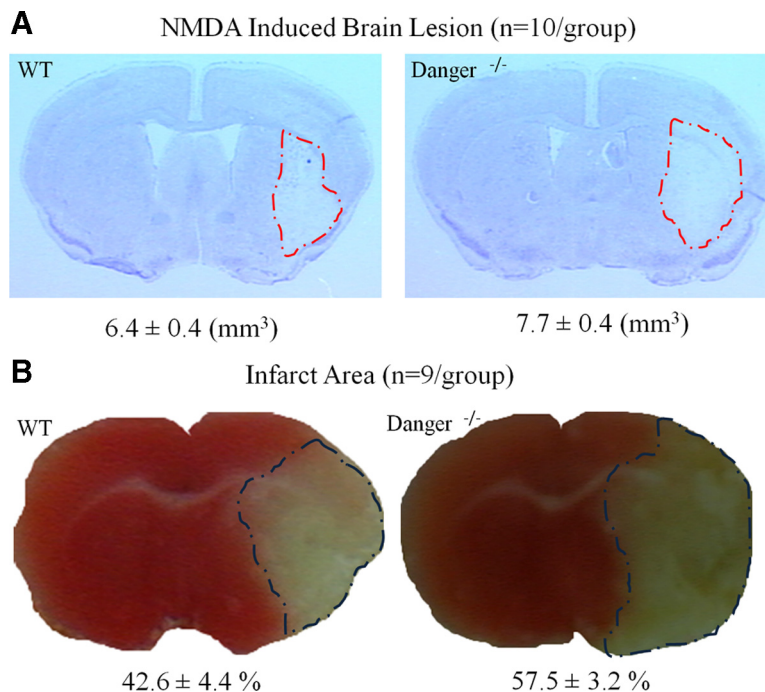 A
NMDA Induced Brain Lesion (n=10/group)
WT
Danger -/-
6.4 ± 0.4 (mm³)
7.7 ± 0.4 (mm³)
B
Infarct Area (n=9/group)
WT
Danger -/-
42.6 ± 4.4 %
57.5 ± 3.2 %